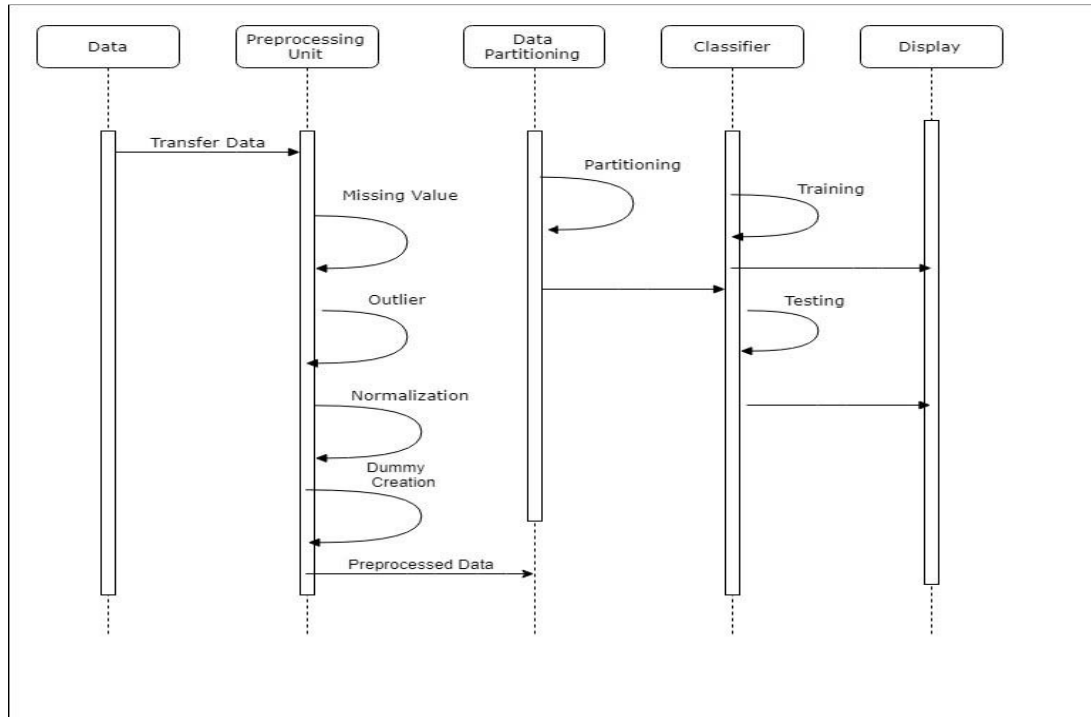 Data
Preprocessing
Unit
Data
Partitioning
Classifier
Display
Transfer Data
Partitioning
Training
Missing Value
Outlier
Testing
Normalization
Dummy
Creation
Preprocessed Data